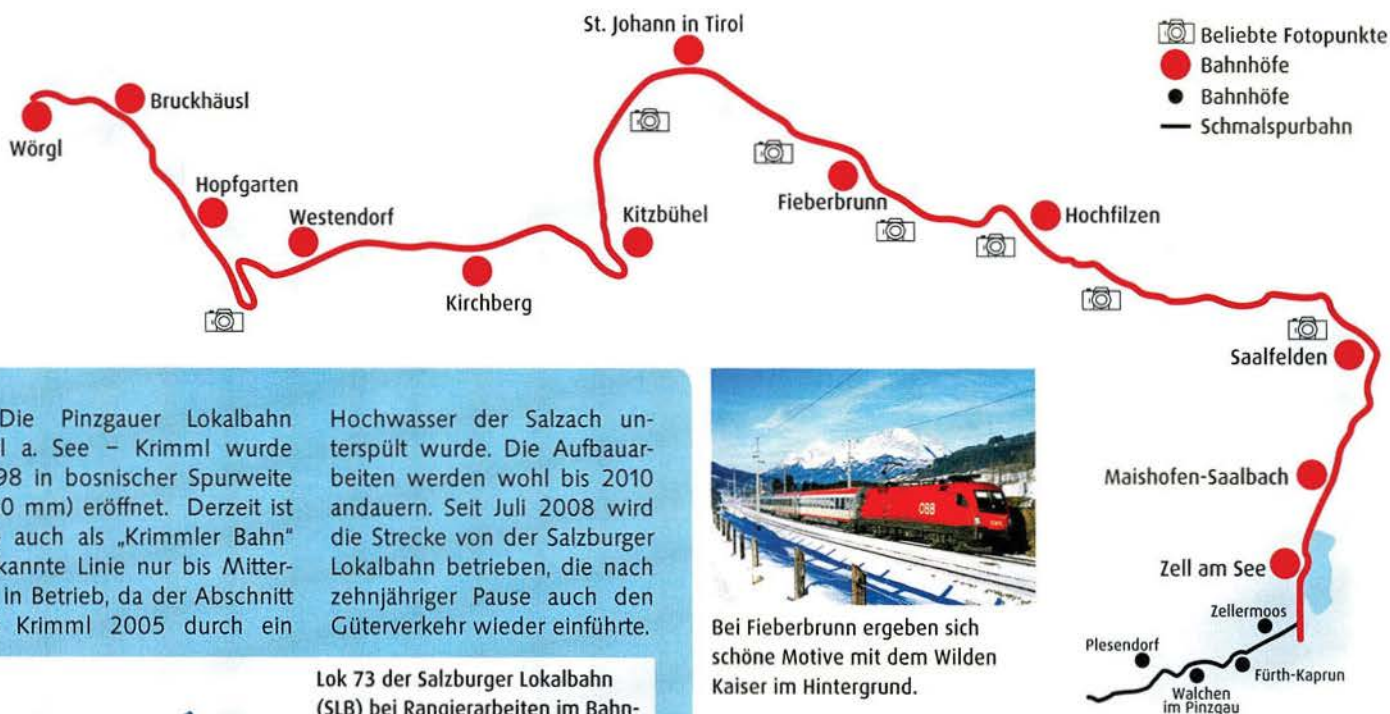 St. Johann in Tirol
Beliebte Fotopunkte
Bahnhöfe
Bahnhöfe
Schmalspurbahn
Bruckhäusl
Wörgl
Hopfgarten
Westendorf
Kitzbühel
Fieberbrunn
Hochfilzen
Kirchberg
Saalfelden
Maishofen-Saalbach
Zell am See
Zellermoos
Plesendorf
Fürth-Kaprun
Walchen
im Pinzgau
Die Pinzgauer Lokalbahn
l a. See – Krimml wurde
98 in bosnischer Spurweite
0 mm) eröffnet. Derzeit ist
auch als „Krimmler Bahn"
kannte Linie nur bis Mitter-
in Betrieb, da der Abschnitt
Krimml 2005 durch ein
Hochwasser der Salzach un-
terspült wurde. Die Aufbauar-
beiten werden wohl bis 2010
andauern. Seit Juli 2008 wird
die Strecke von der Salzburger
Lokalbahn betrieben, die nach
zehnjähriger Pause auch den
Güterverkehr wieder einführte.
Lok 73 der Salzburger Lokalbahn
(SLB) bei Rangierarbeiten im Bahn-
ÖBB
Bei Fieberbrunn ergeben sich
schöne Motive mit dem Wilden
Kaiser im Hintergrund.